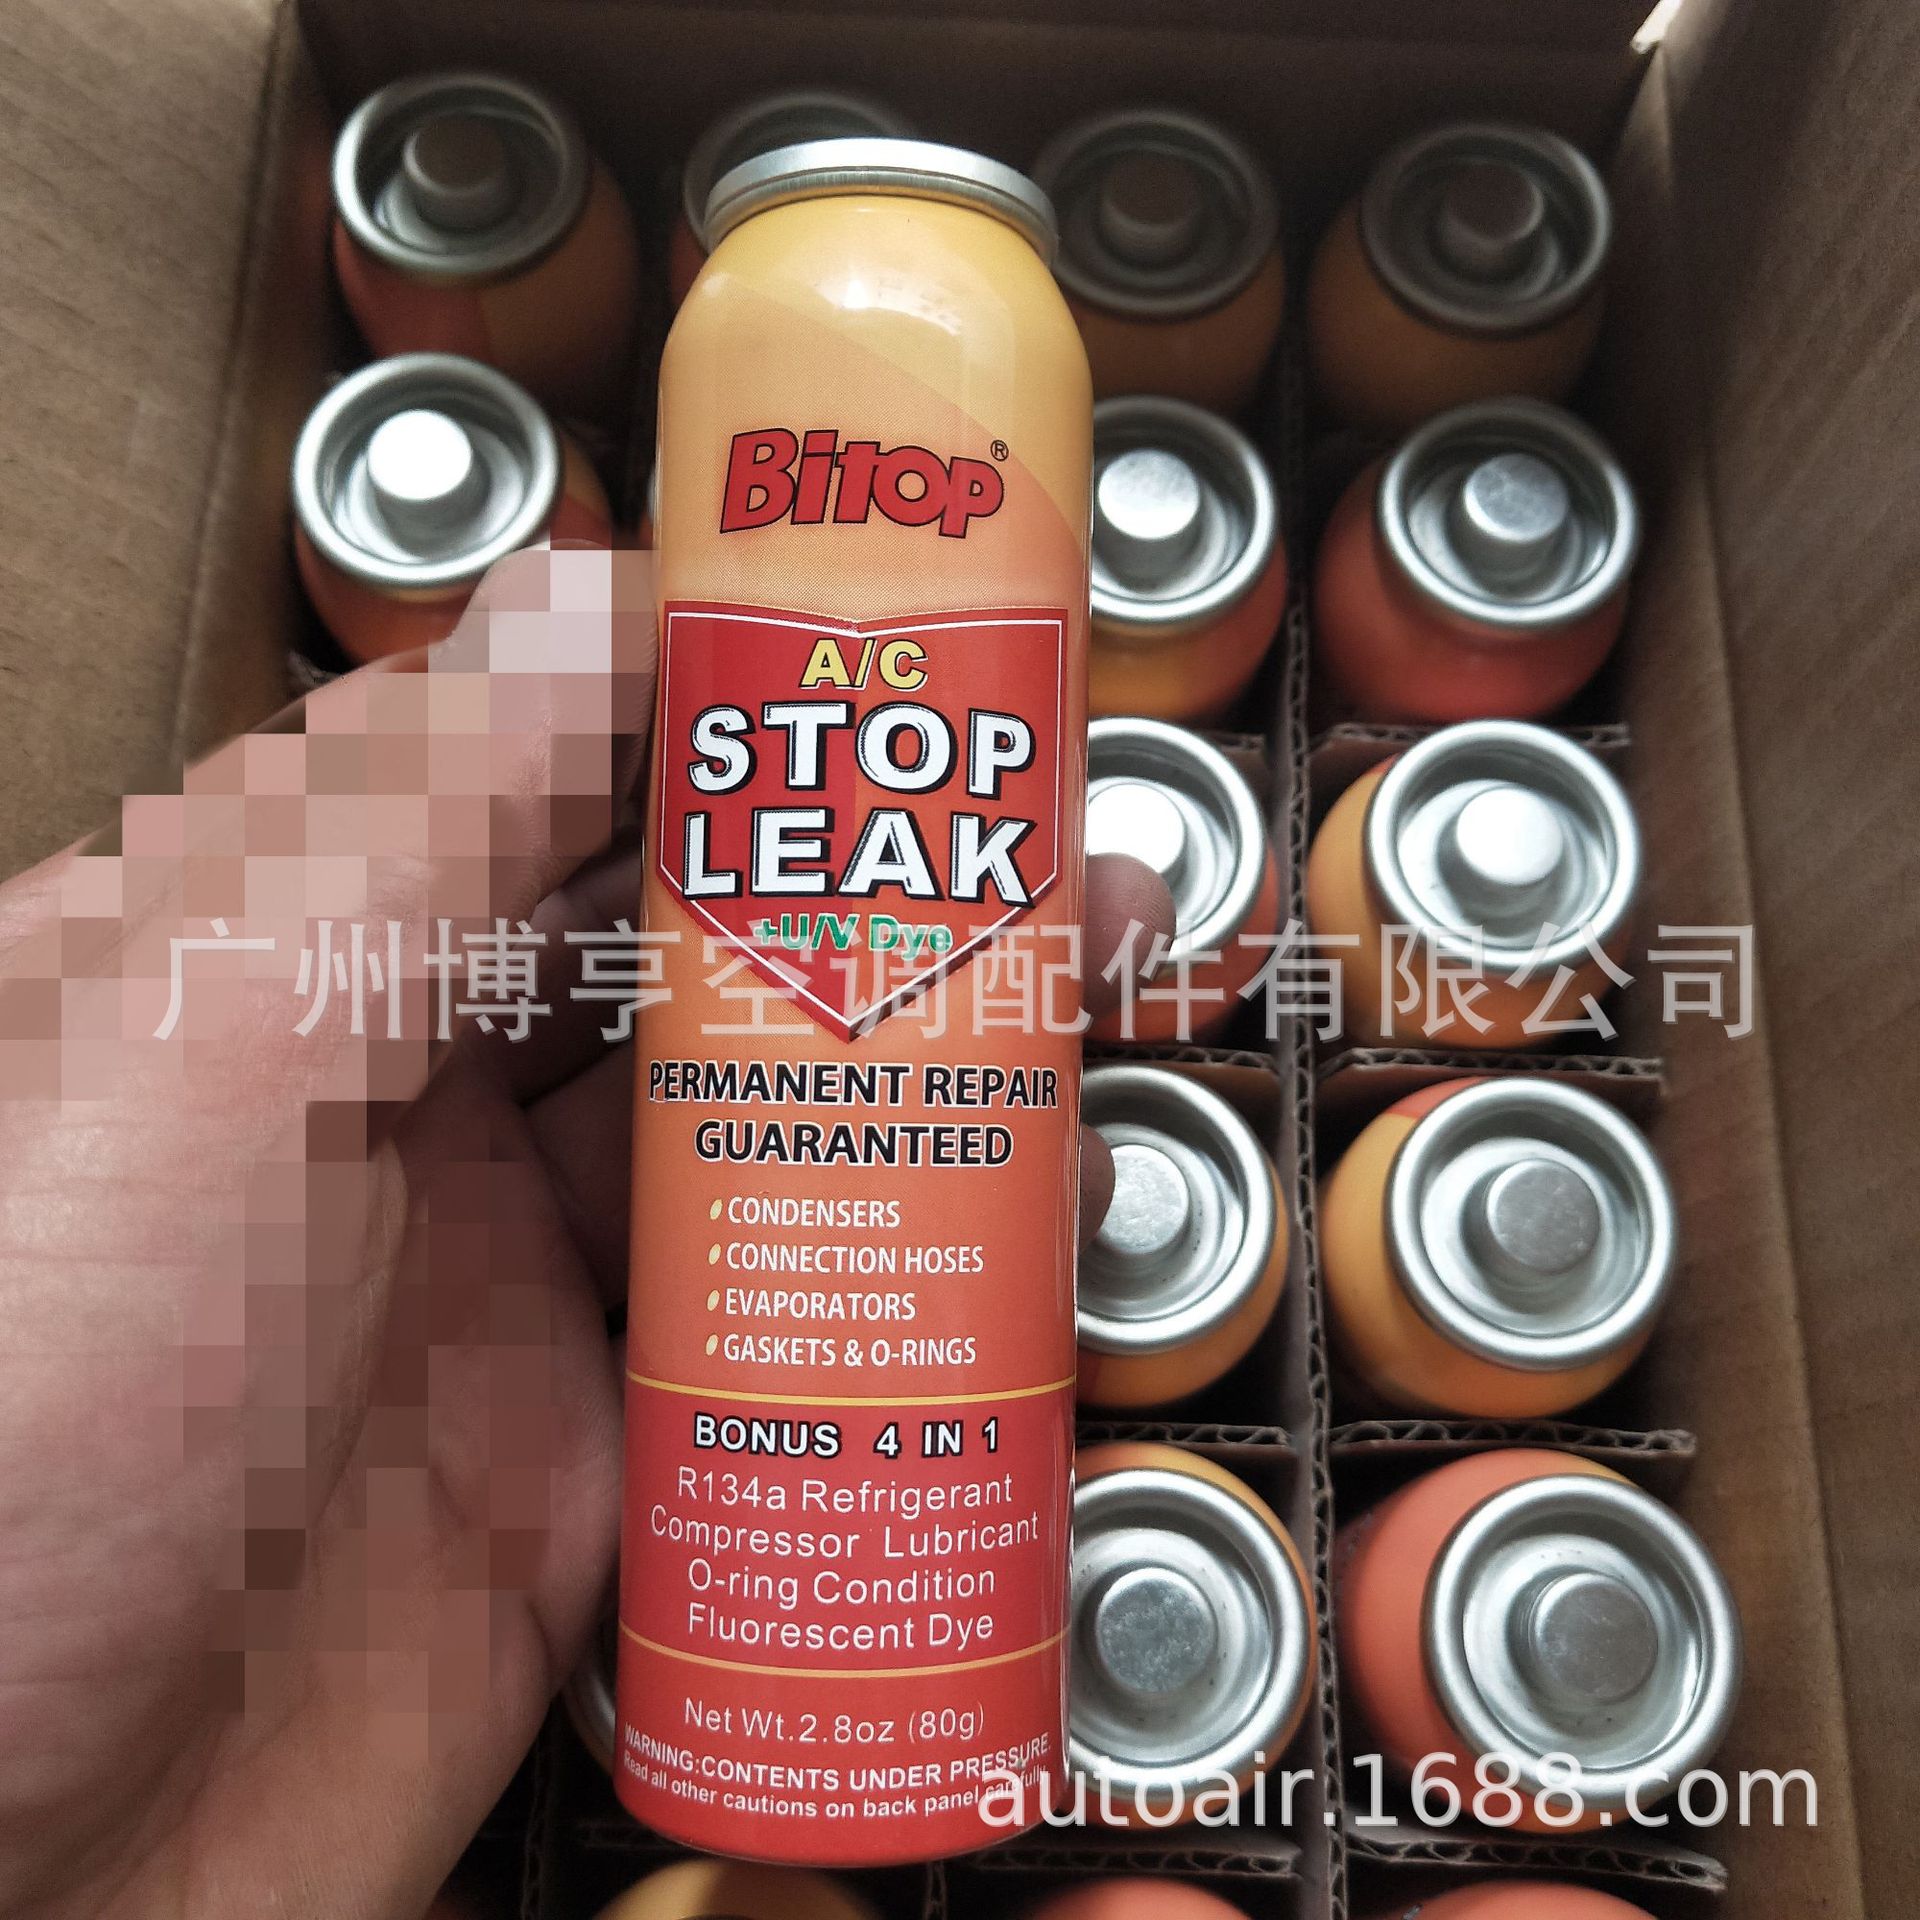 Bitop®
A/C
STOP
LEAK
+U/V Dye
广州博亨空调配件有限公司
PERMANENT REPAIR
GUARANTEED
CONDENSERS
CONNECTION HOSES
EVAPORATORS
GASKETS & O-RINGS
BONUS 4 IN 1
R134a Refrigerant
Compressor Lubricant
O-ring Condition
Fluorescent Dye
Net Wt.2.8oz (80g)
WARNING:CONTENTS UNDER PRESSURE.
Read all other cautions on back panel carefully.
autoair.1688.com